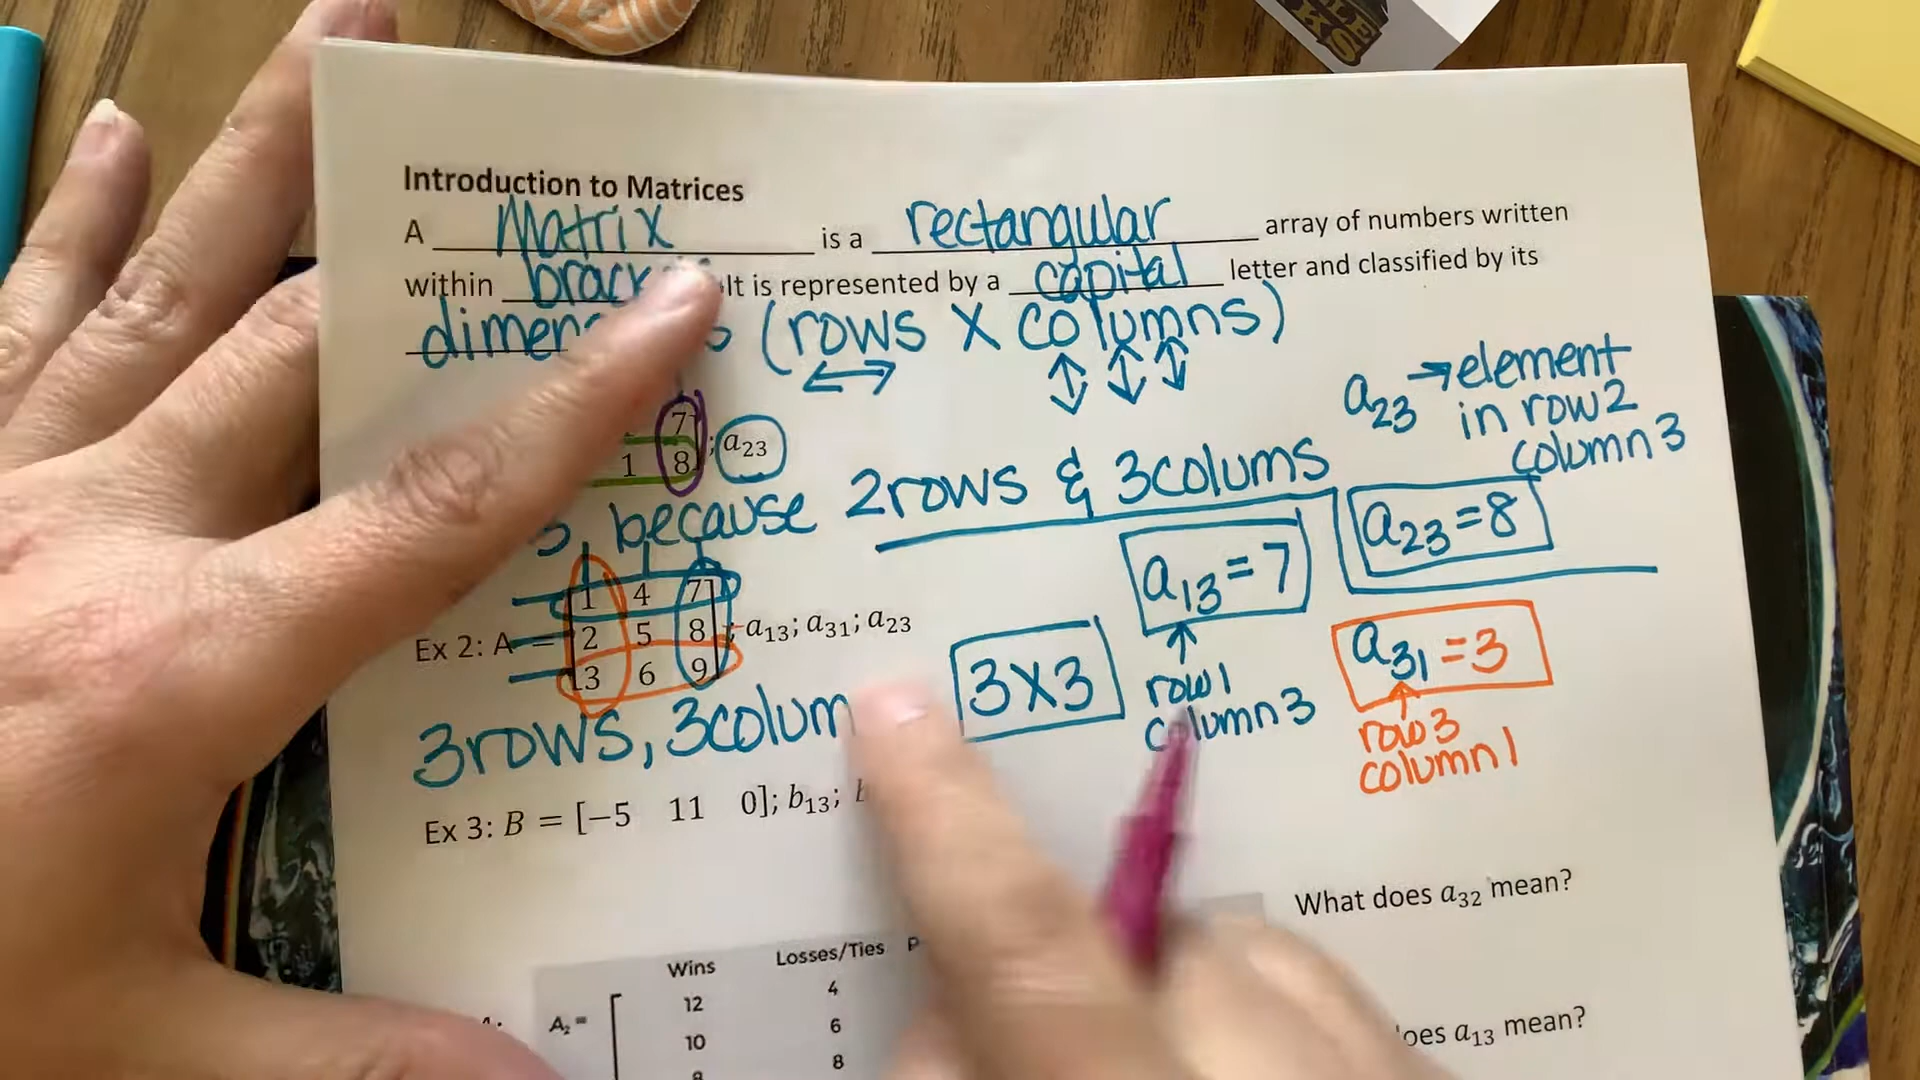 Introduction to Matrices
A Matrix is a rectangular array of numbers written
within brack It is represented by a capital letter and classified by its
dimen s (rows X columns)
a23 → element
in row 2
column 3
7
1 8 ; a23
3, because 2rows & 3colums
a23 = 8
a13 = 7
1 4 7
Ex 2: A = 2 5 8 ; a13; a31; a23
3 6 9
3X3
row 1
column 3
a31 = 3
row 3
column 1
3rows, 3colum
Ex 3: B = [−5 11 0]; b13;
What does a32 mean?
Wins Losses/Ties P
A2 = 12 4
10 6
8
oes a13 mean?